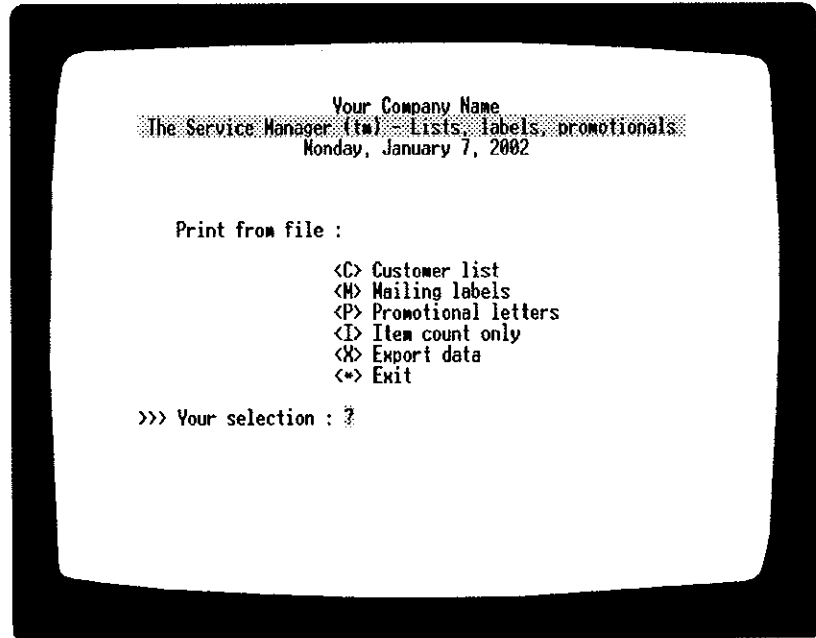 Your Company Name
The Service Manager (tm) - Lists, labels, promotionals
Monday, January 7, 2002
Print from file :
<C> Customer list
<M> Mailing labels
<P> Promotional letters
<I> Item count only
<X> Export data
<*> Exit
>>> Your selection : ?